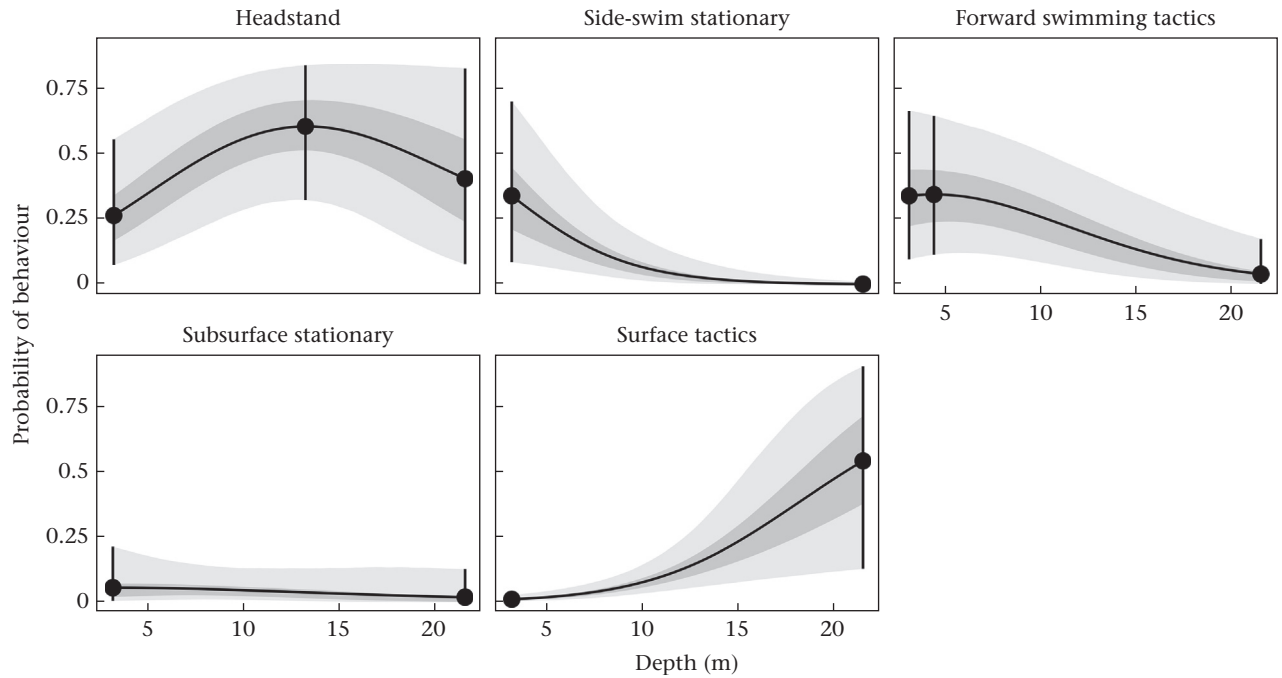 Headstand
Side-swim stationary
Forward swimming tactics
0.75
0.5
0.25
0
5
10
15
20
Subsurface stationary
Surface tactics
0.75
0.5
0.25
0
5
10
15
20
5
10
15
20
Probability of behaviour
Depth (m)